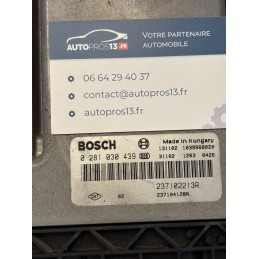 AUTOPROS13.FR
VOTRE PARTENAIRE
AUTOMOBILE
06 64 29 40 37
contact@autopros13.fr
autopros13.fr
BOSCH
Made in Hungary
0 281 030 439
237102213R